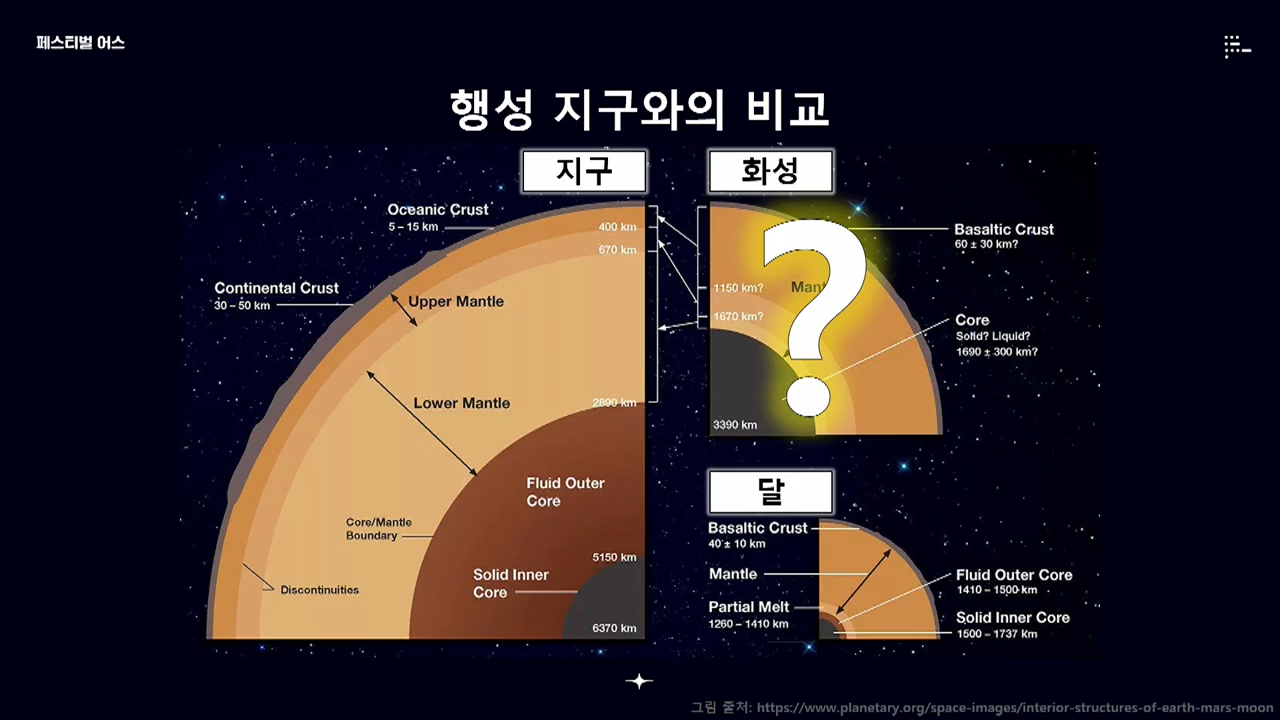 페스티벌 어스
행성 지구와의 비교
지구
Oceanic Crust
5 – 15 km
400 km
670 km
Continental Crust
30 – 50 km
Upper Mantle
Lower Mantle
2890 km
Fluid Outer
Core
Core/Mantle
Boundary
5150 km
Solid Inner
Core
Discontinuities
6370 km
화성
?
Basaltic Crust
60 ± 30 km?
1150 km?
1670 km?
Core
Solid? Liquid?
1690 ± 300 km?
3390 km
달
Basaltic Crust
40 ± 10 km
Mantle
Partial Melt
1260 – 1410 km
Fluid Outer Core
1410 – 1500 km
Solid Inner Core
1500 – 1737 km
그림 출처: https://www.planetary.org/space-images/interior-structures-of-earth-mars-moon